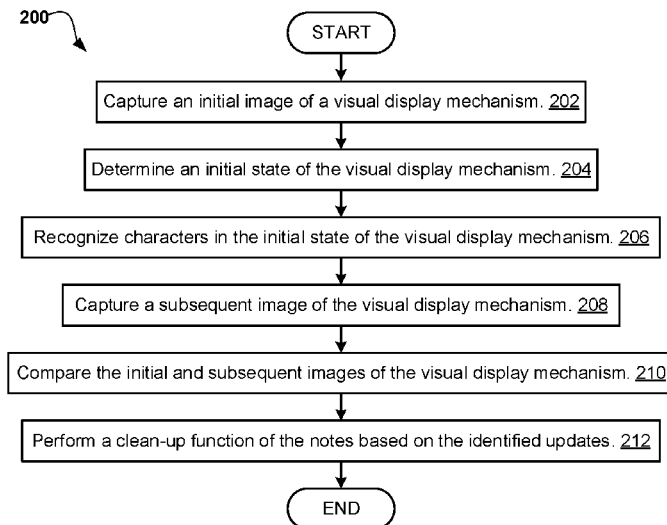 200
START
Capture an initial image of a visual display mechanism. 202
Determine an initial state of the visual display mechanism. 204
Recognize characters in the initial state of the visual display mechanism. 206
Capture a subsequent image of the visual display mechanism. 208
Compare the initial and subsequent images of the visual display mechanism. 210
Perform a clean-up function of the notes based on the identified updates. 212
END